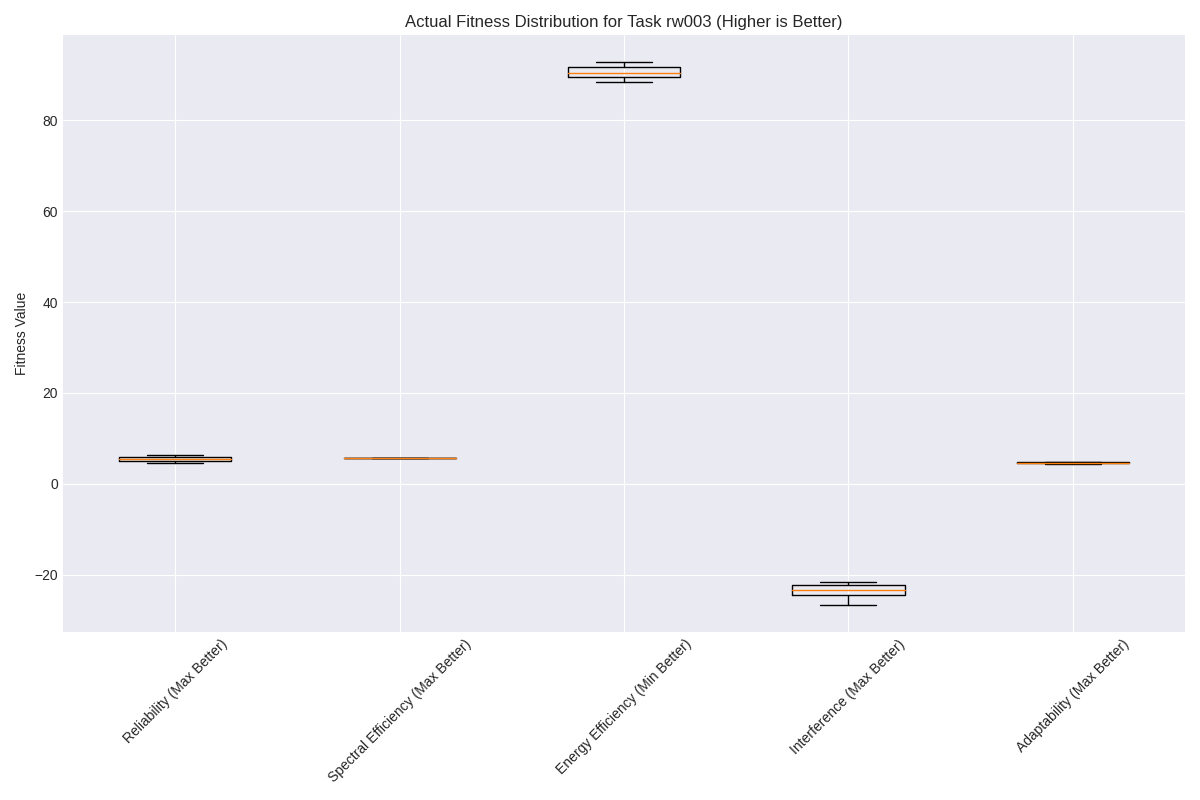 Actual Fitness Distribution for Task rw003 (Higher is Better)
Fitness Value
80
60
40
20
0
−20
Reliability (Max Better)
Spectral Efficiency (Max Better)
Energy Efficiency (Min Better)
Interference (Max Better)
Adaptability (Max Better)